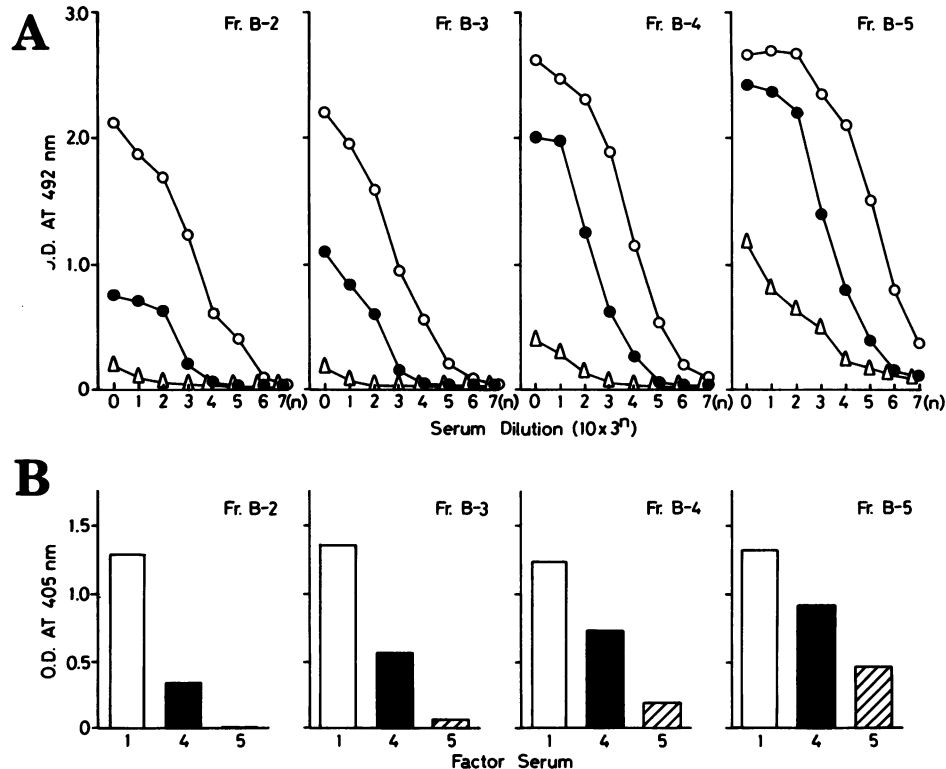 A
Fr. B-2
Fr. B-3
Fr. B-4
Fr. B-5
3.0
2.0
1.0
0
.D. AT 492 nm
0 1 2 3 4 5 6 7(n)
0 1 2 3 4 5 6 7(n)
0 1 2 3 4 5 6 7(n)
0 1 2 3 4 5 6 7(n)
Serum Dilution (10×3ⁿ)
B
Fr. B-2
Fr. B-3
Fr. B-4
Fr. B-5
1.5
1.0
0.5
0
O.D. AT 405 nm
1 4 5
1 4 5
1 4 5
1 4 5
Factor Serum